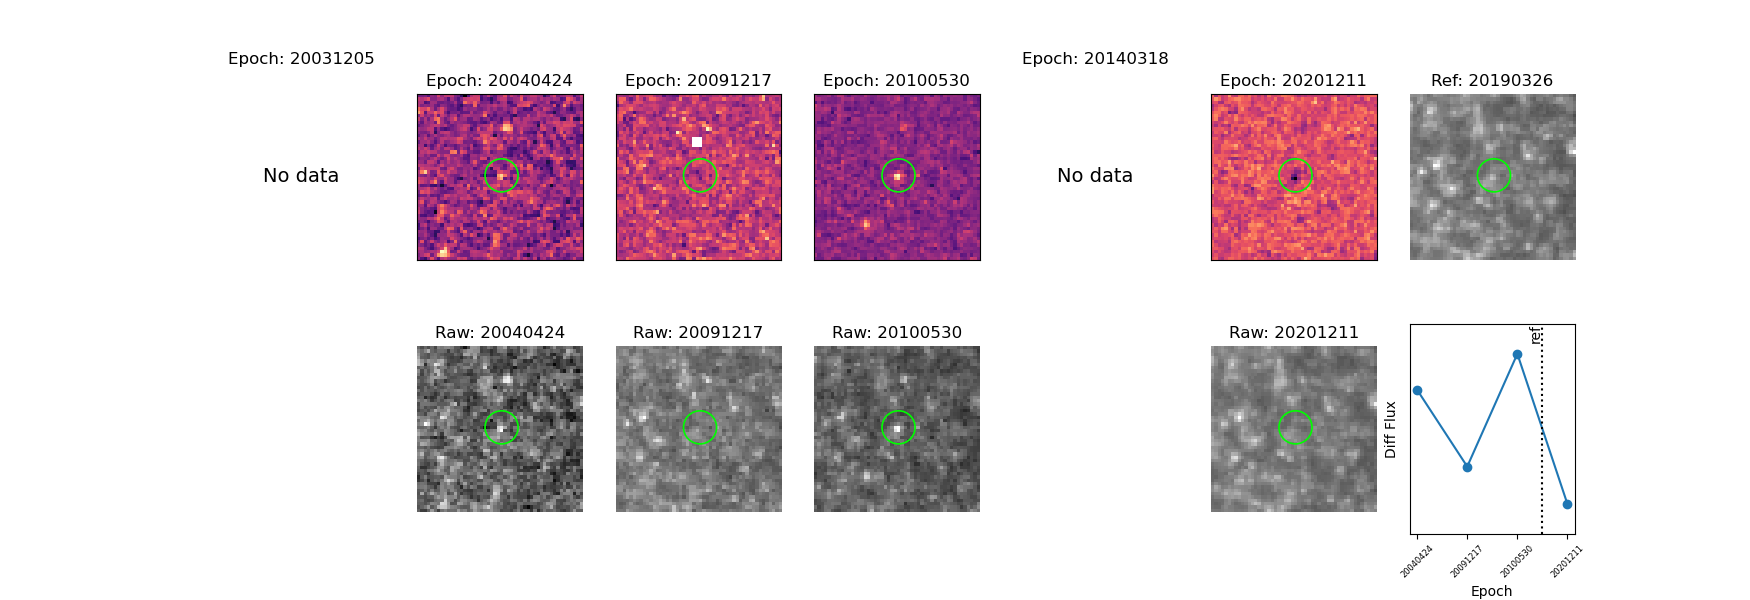 Epoch: 20031205
Epoch: 20040424
Epoch: 20091217
Epoch: 20100530
Epoch: 20140318
Epoch: 20201211
Ref: 20190326
No data
No data
Raw: 20040424
Raw: 20091217
Raw: 20100530
Raw: 20201211
ref
Diff Flux
20040424
20091217
20100530
20201211
Epoch